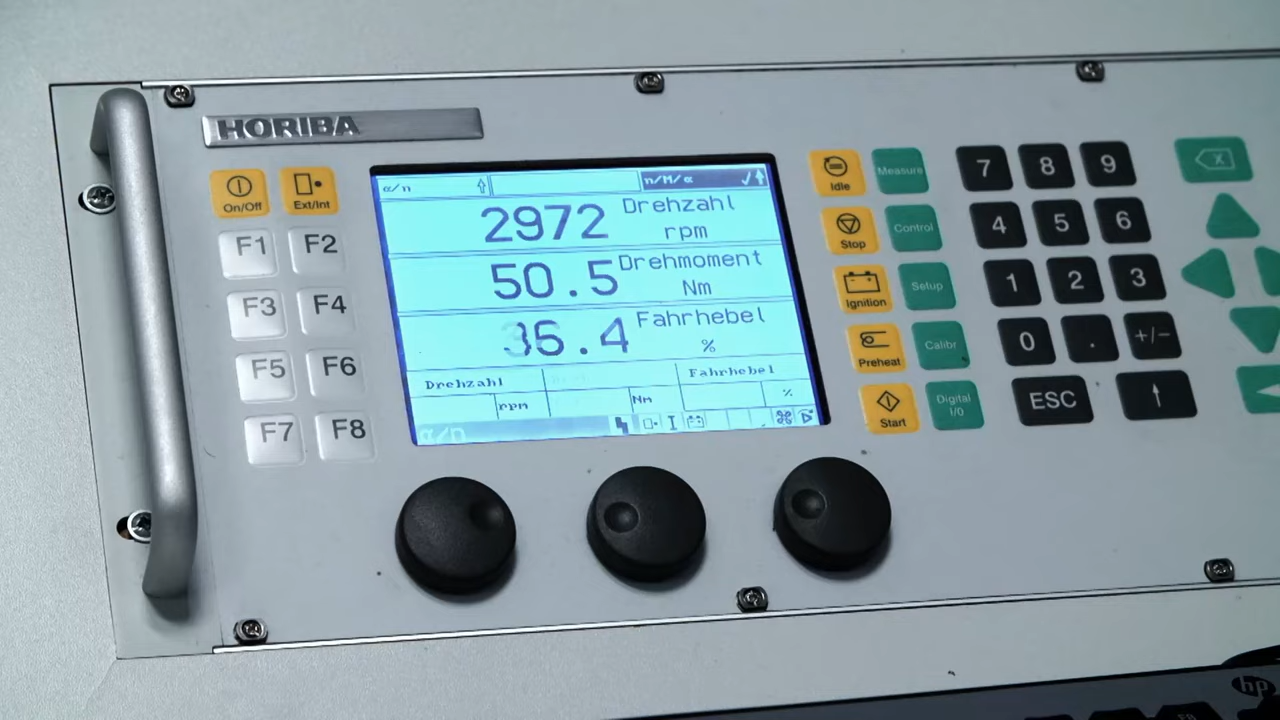 HORIBA
On/Off
Ext/Int
F1
F2
F3
F4
F5
F6
F7
F8
α/n
n/M/α
2972 Drehzahl
rpm
50.5 Drehmoment
Nm
Fahrhebel
%
Drehzahl
Fahrhebel
rpm
Nm
%
α/n
Idle
Measure
Stop
Control
Ignition
Setup
Preheat
Calibr
Start
Digital
I/O
7 8 9
4 5 6
1 2 3
0 . +/−
ESC
hp